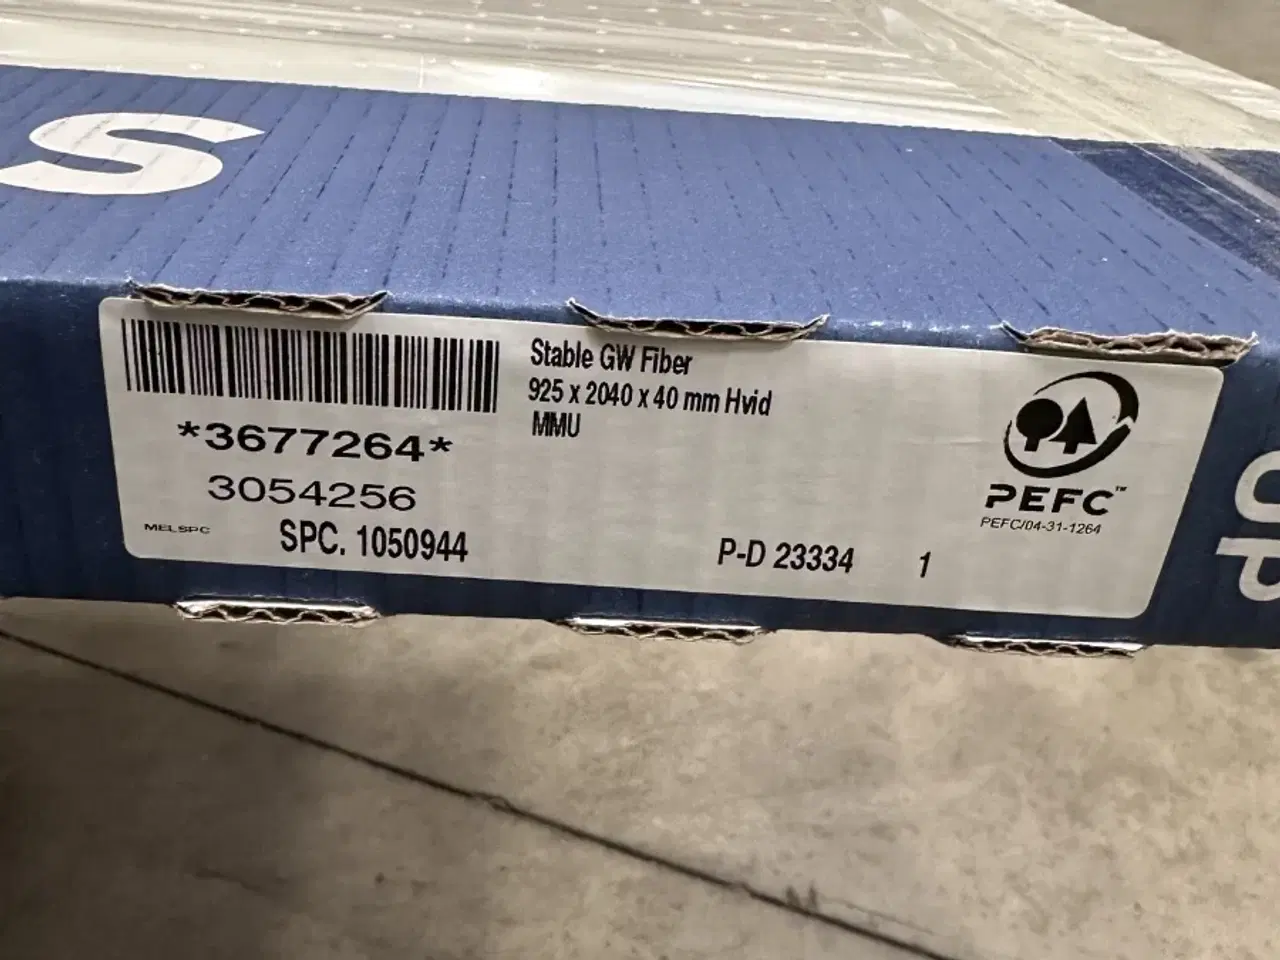 S
Stable GW Fiber
925 x 2040 x 40 mm Hvid
MMU
*3677264*
3054256
MELSPC
SPC. 1050944
P-D 23334 1
PEFC™
PEFC/04-31-1264